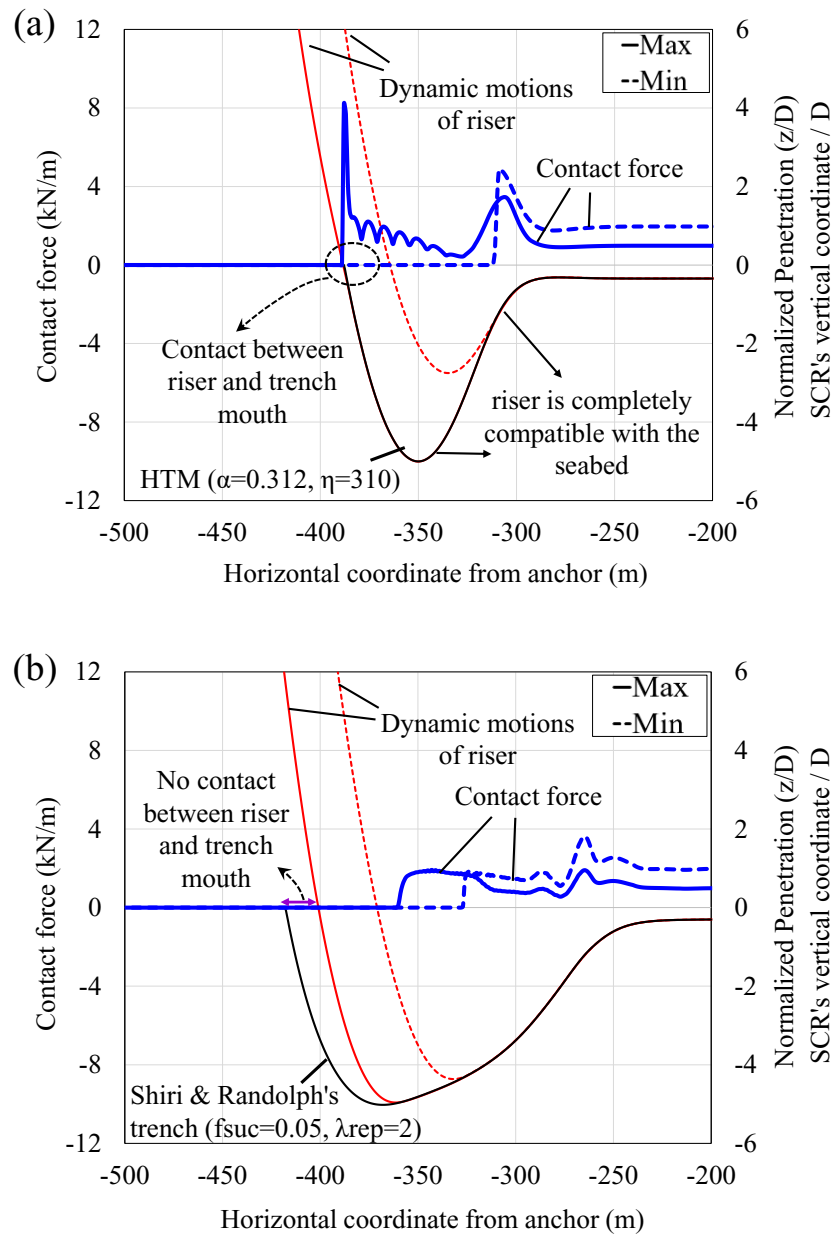 (a)
12
8
4
0
-4
-8
-12
Contact force (kN/m)
6
4
2
0
-2
-4
-6
Normalized Penetration (z/D)
SCR's vertical coordinate / D
Max
Min
Dynamic motions
of riser
Contact force
Contact between
riser and trench
mouth
riser is completely
compatible with the
seabed
HTM (α=0.312, η=310)
-500 -450 -400 -350 -300 -250 -200
Horizontal coordinate from anchor (m)
(b)
12
8
4
0
-4
-8
-12
Contact force (kN/m)
6
4
2
0
-2
-4
-6
Normalized Penetration (z/D)
SCR's vertical coordinate / D
Max
Min
Dynamic motions
of riser
No contact
between riser
and trench
mouth
Contact force
Shiri & Randolph's
trench (fsuc=0.05, λrep=2)
-500 -450 -400 -350 -300 -250 -200
Horizontal coordinate from anchor (m)